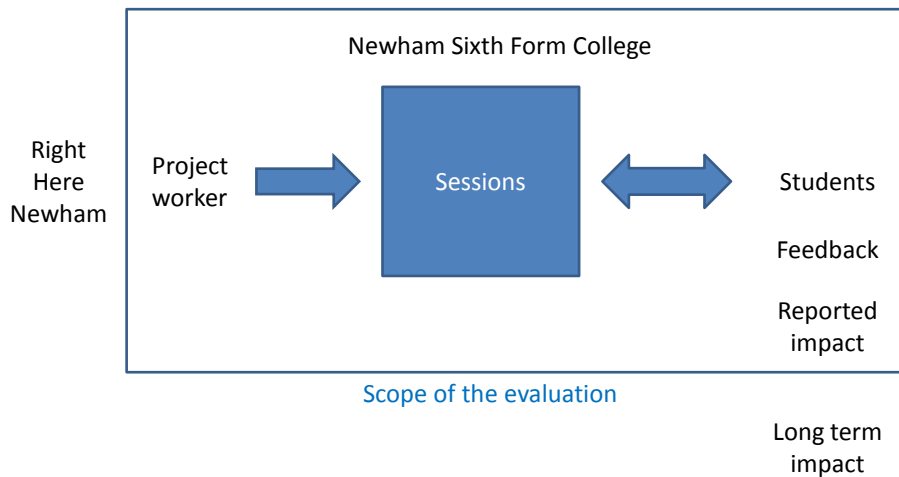 Newham Sixth Form College
Right
Here
Newham
Project
worker
Sessions
Students
Feedback
Reported
impact
Scope of the evaluation
Long term
impact